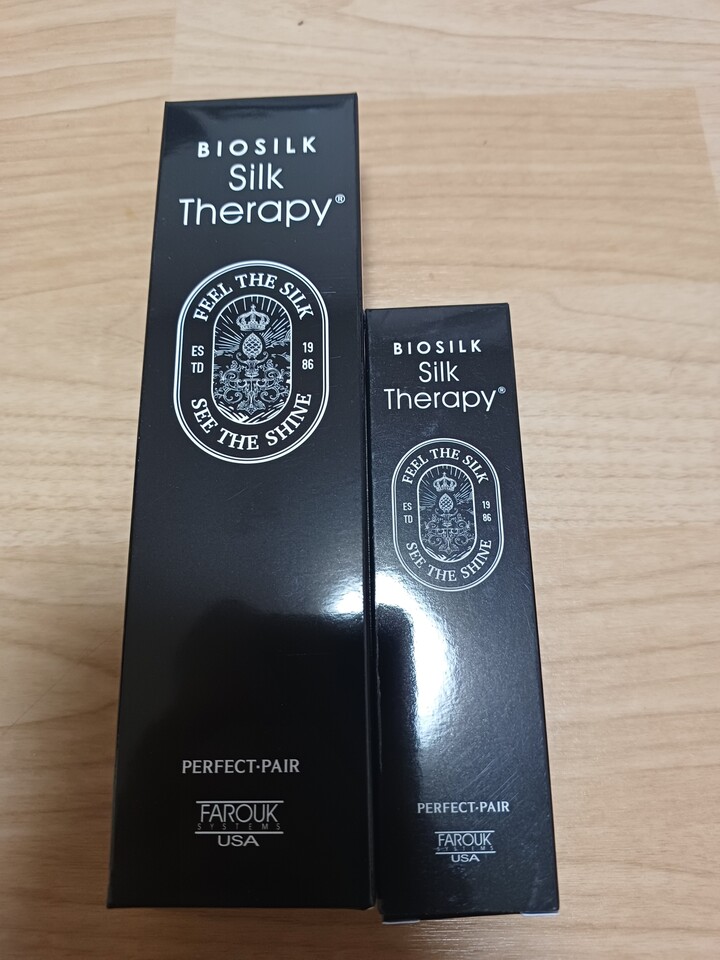 BIOSILK
Silk
Therapy®
FEEL THE SILK
ES
TD
19
86
SEE THE SHINE
PERFECT·PAIR
FAROUK
SYSTEMS
USA
BIOSILK
Silk
Therapy®
FEEL THE SILK
ES
TD
19
86
SEE THE SHINE
PERFECT·PAIR
FAROUK
SYSTEMS
USA